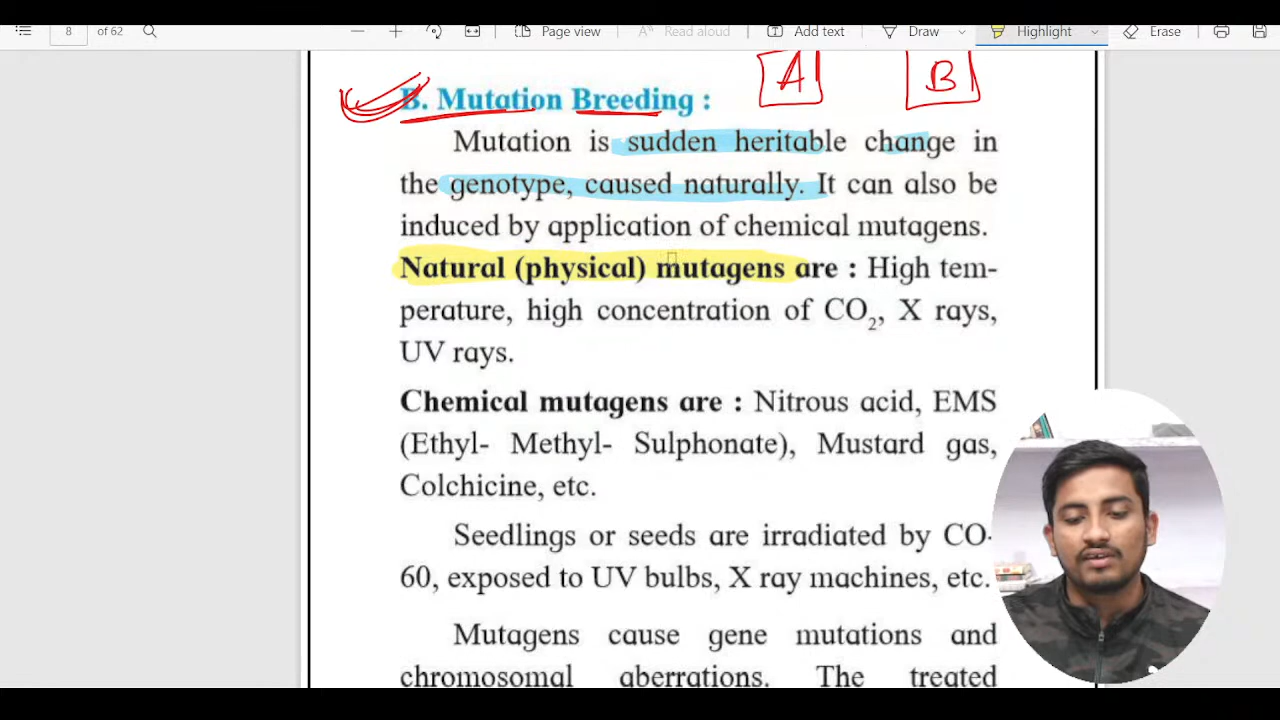 8 of 62 Page view Read aloud Add text Draw Highlight Erase
A B
B. Mutation Breeding :
Mutation is sudden heritable change in
the genotype, caused naturally. It can also be
induced by application of chemical mutagens.
Natural (physical) mutagens are : High tem-
perature, high concentration of CO₂, X rays,
UV rays.
Chemical mutagens are : Nitrous acid, EMS
(Ethyl- Methyl- Sulphonate), Mustard gas,
Colchicine, etc.
Seedlings or seeds are irradiated by CO-
60, exposed to UV bulbs, X ray machines, etc.
Mutagens cause gene mutations and
chromosomal aberrations. The treated